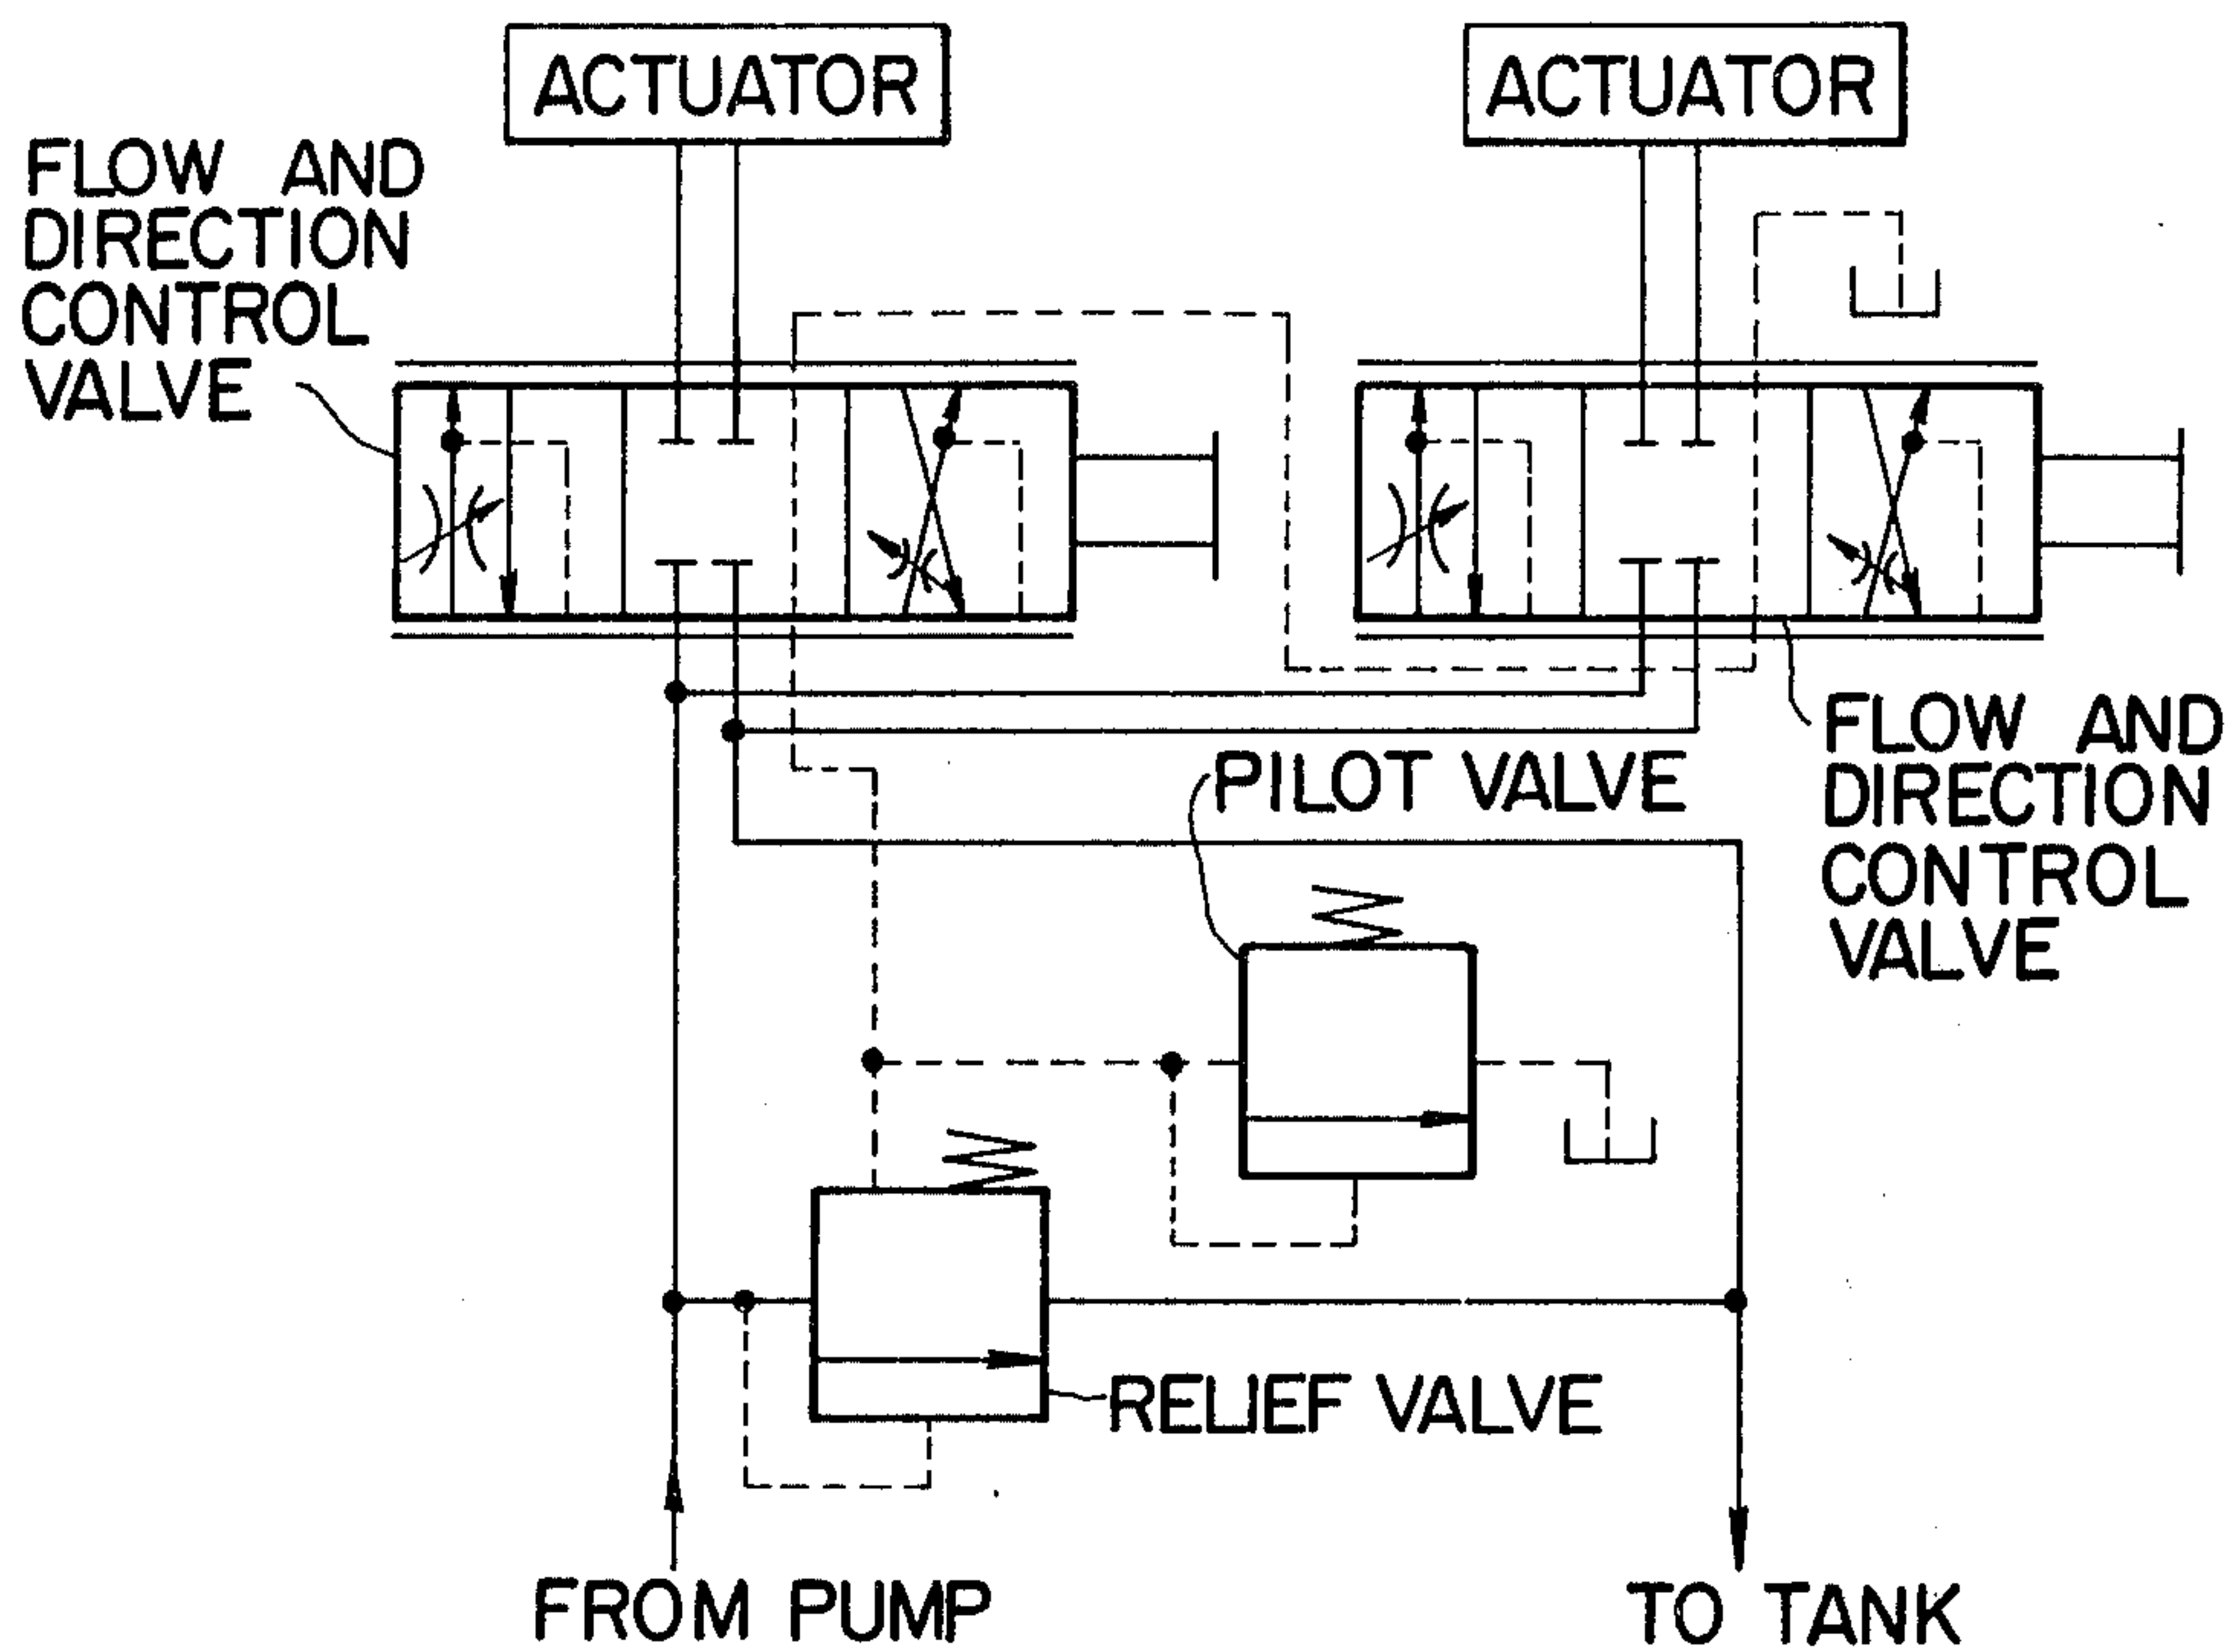 ACTUATOR
ACTUATOR
FLOW AND
DIRECTION
CONTROL
VALVE
FLOW AND
DIRECTION
CONTROL
VALVE
PILOT VALVE
RELIEF VALVE
FROM PUMP
TO TANK